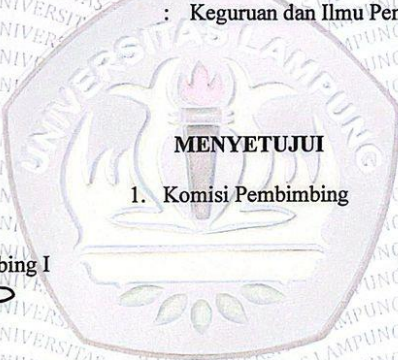 : Keguruan dan Ilmu Pen
UNIVERSITAS LAMPUNG
MENYETUJUI
1. Komisi Pembimbing
bing I